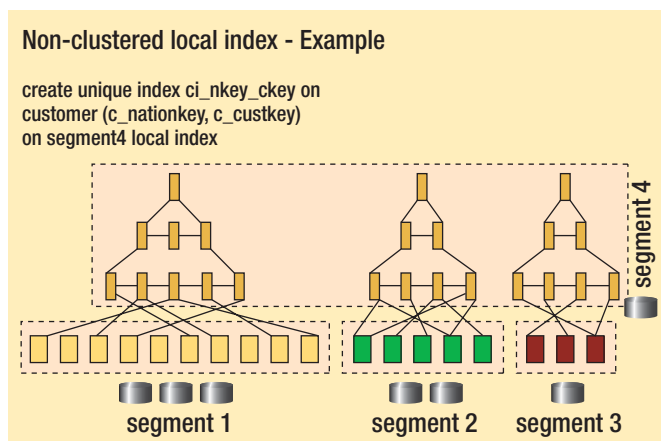 Non-clustered local index - Example
create unique index ci_nkey_ckey on
customer (c_nationkey, c_custkey)
on segment4 local index
segment 4
segment 1
segment 2
segment 3